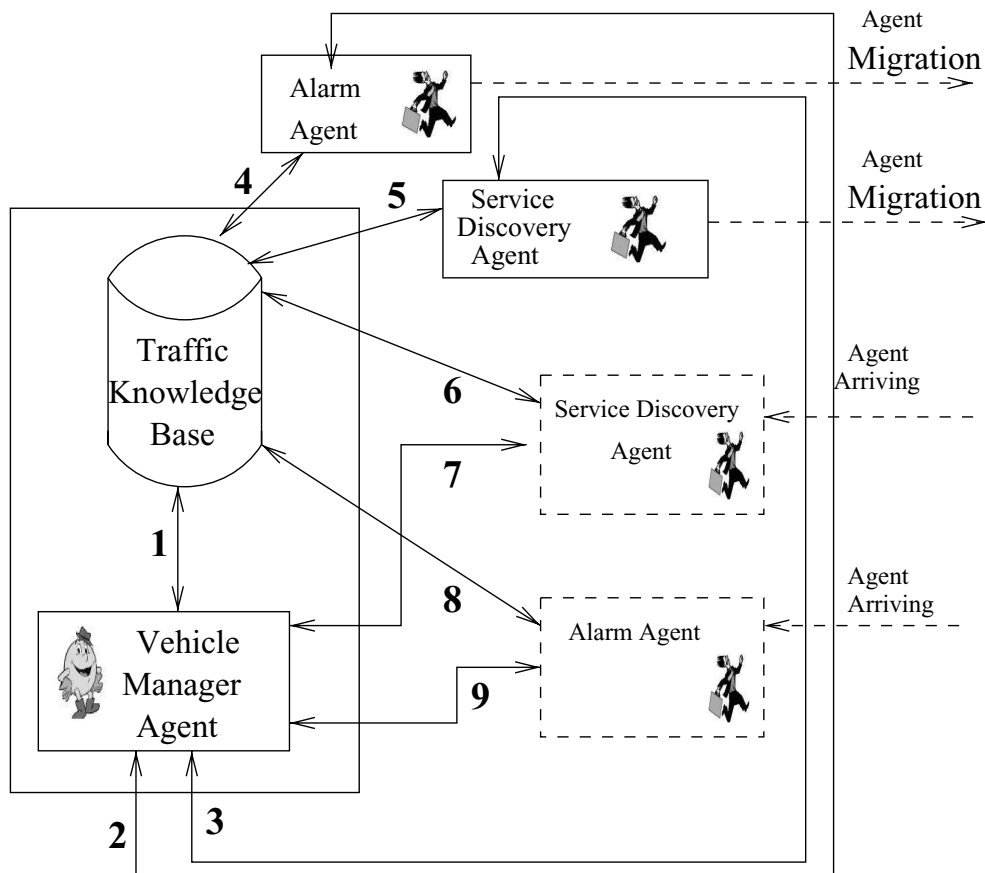 Agent
Migration
Alarm
Agent
4
Agent
Migration
5
Service
Discovery
Agent
Traffic
Knowledge
Base
6
Agent
Arriving
Service Discovery
Agent
7
1
8
Agent
Arriving
Alarm Agent
Vehicle
Manager
Agent
9
2
3